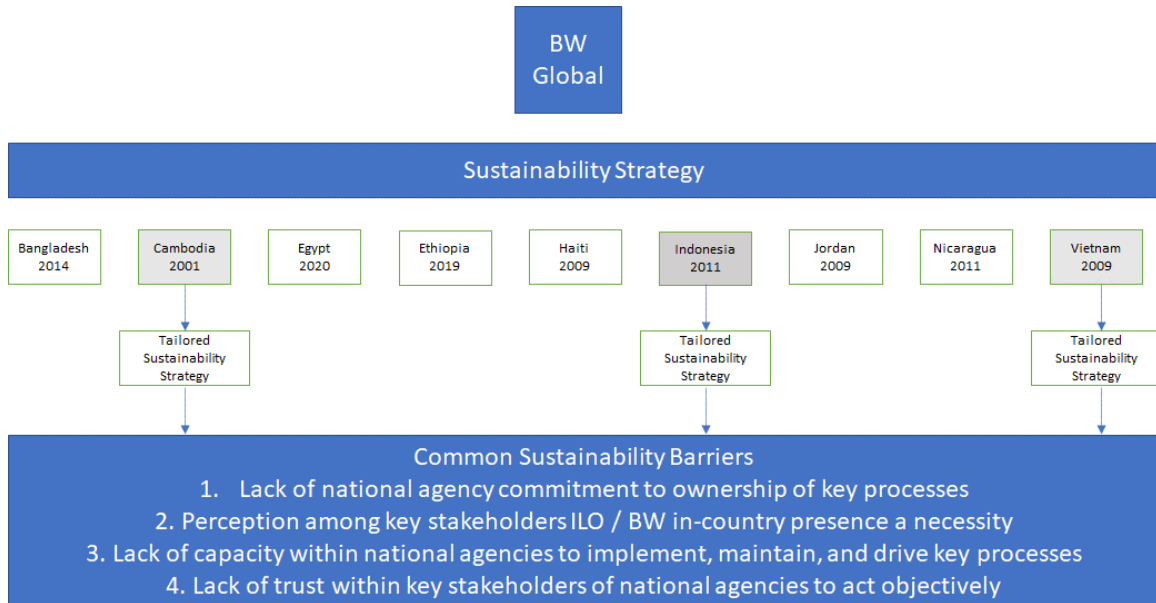 BW
Global
Sustainability Strategy
Bangladesh
2014
Cambodia
2001
Egypt
2020
Ethiopia
2019
Haiti
2009
Indonesia
2011
Jordan
2009
Nicaragua
2011
Vietnam
2009
Tailored
Sustainability
Strategy
Tailored
Sustainability
Strategy
Tailored
Sustainability
Strategy
Common Sustainability Barriers
1. Lack of national agency commitment to ownership of key processes
2. Perception among key stakeholders ILO / BW in-country presence a necessity
3. Lack of capacity within national agencies to implement, maintain, and drive key processes
4. Lack of trust within key stakeholders of national agencies to act objectively